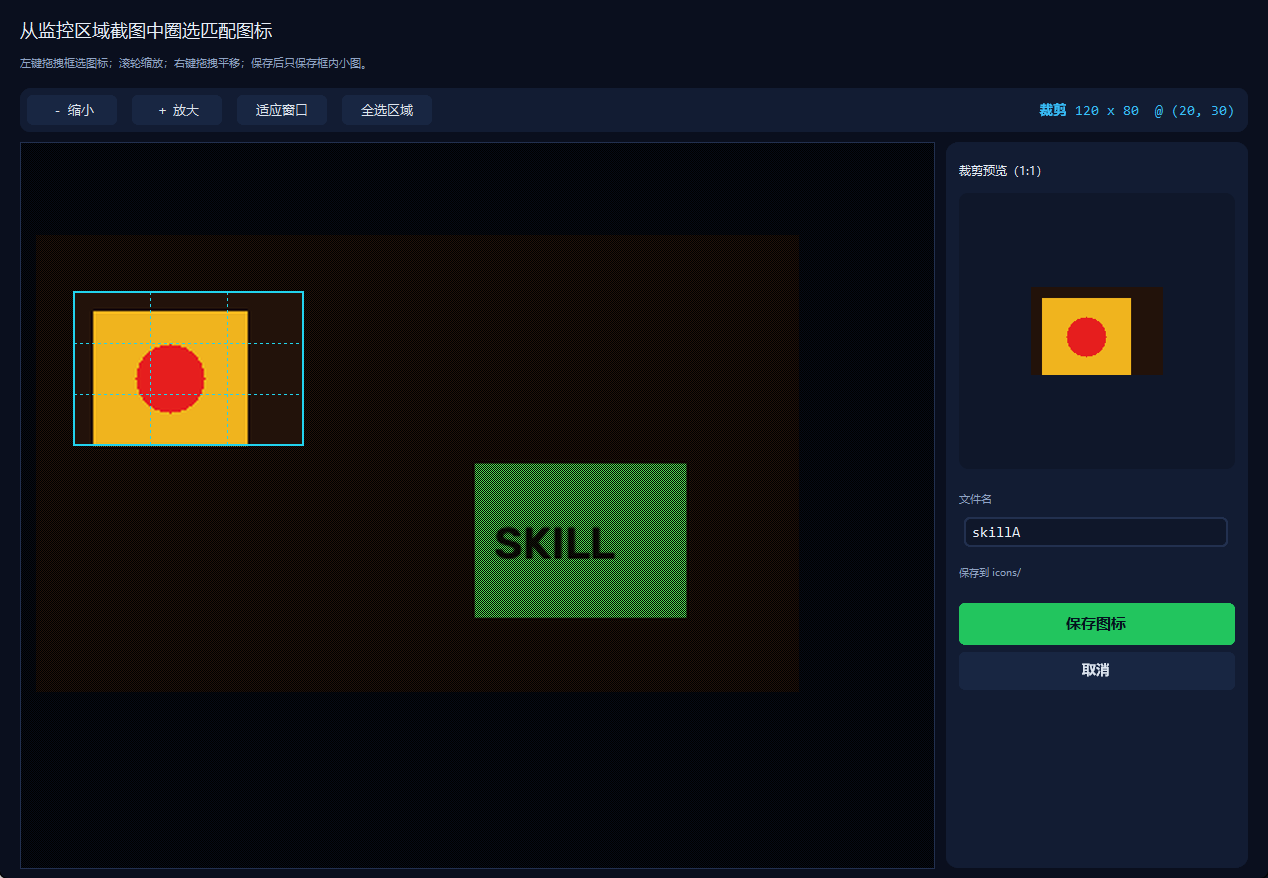 从监控区域截图中圈选匹配图标
左键拖拽框选图标；滚轮缩放；右键拖拽平移；保存后只保存框内小图。
- 缩小
+ 放大
适应窗口
全选区域
裁剪 120 x 80 @ (20, 30)
裁剪预览（1:1）
SKILL
文件名
skillA
保存到 icons/
保存图标
取消